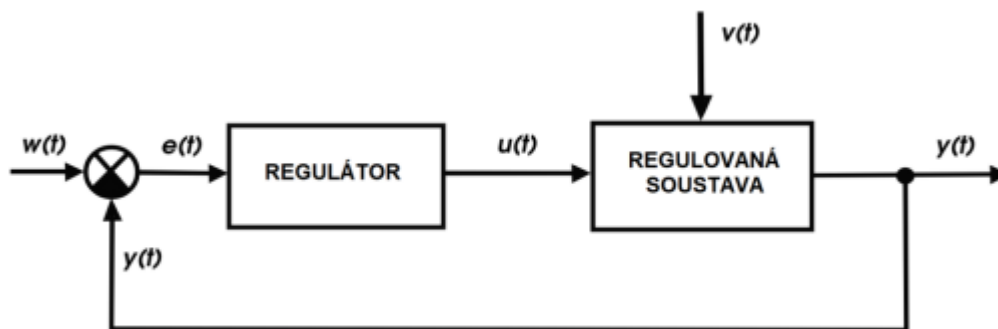 v(t)
w(t)
e(t)
REGULÁTOR
u(t)
REGULOVANÁ
SOUSTAVA
y(t)
y(t)